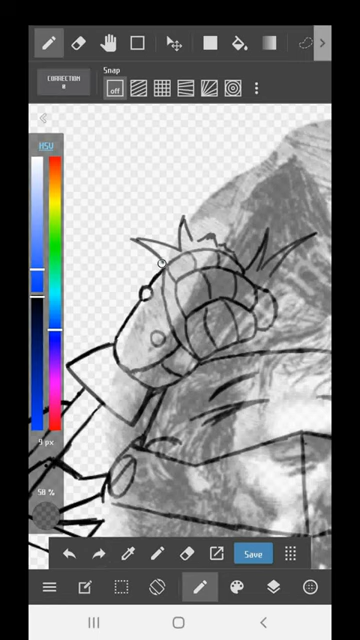 Snap
CORRECTION
off
HSV
9 px
50 %
Save